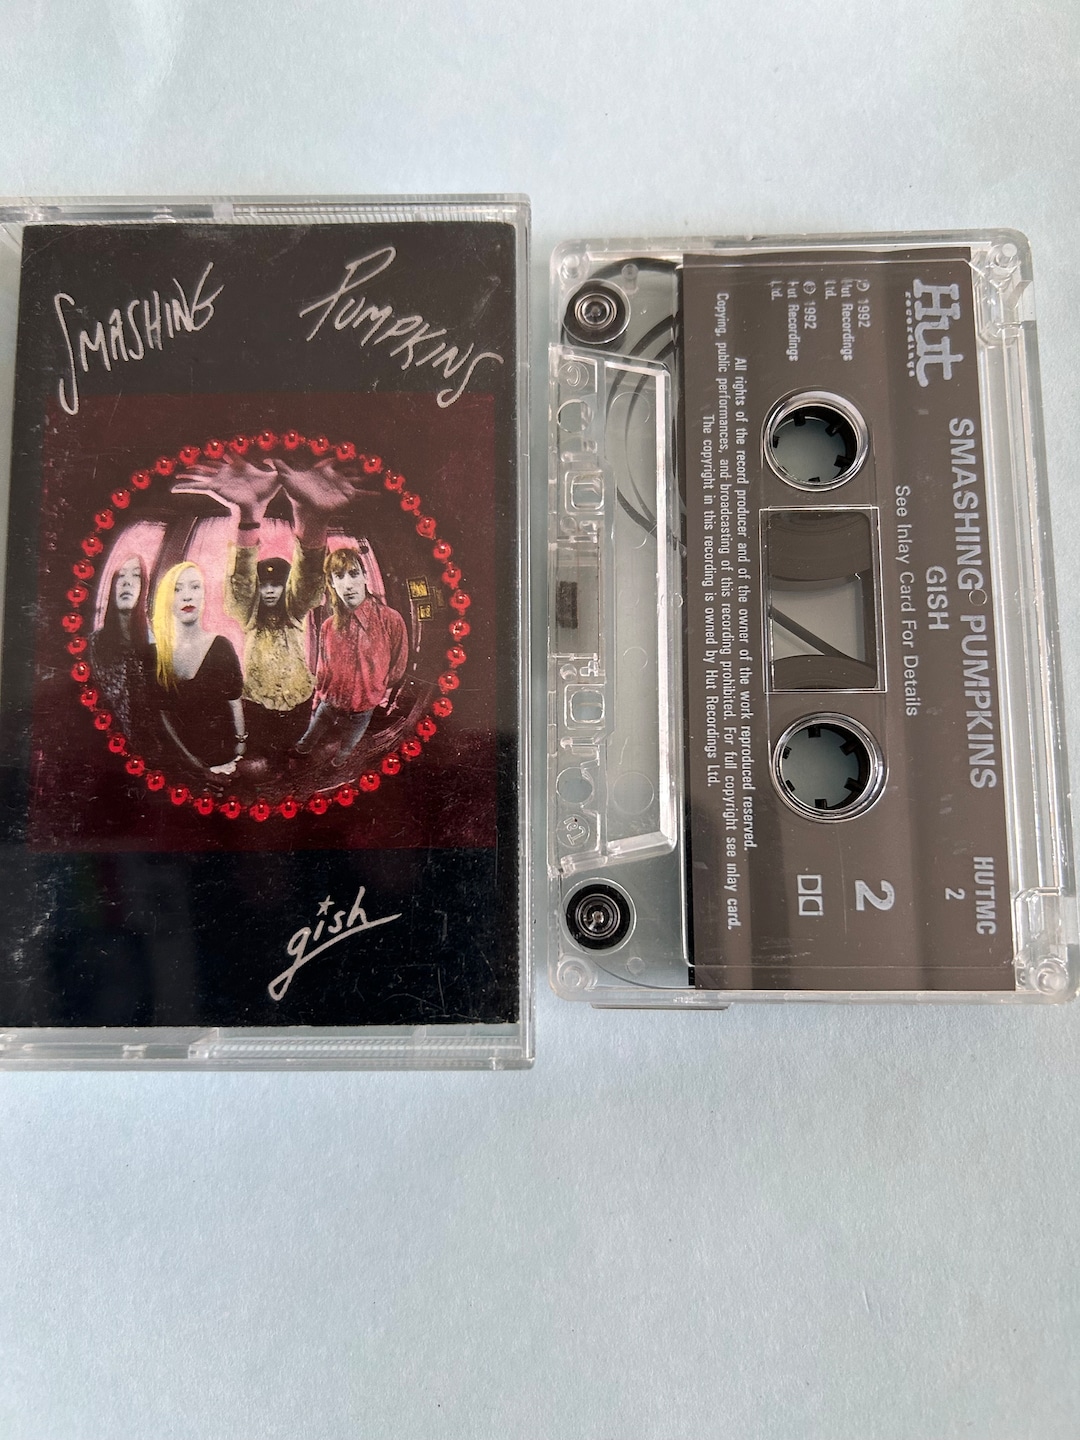 SMASHING PUMPKINS
gish
Hut
recordings
℗ 1992
Hut Recordings
Ltd.
© 1992
Hut Recordings
Ltd.
SMASHING PUMPKINS
GISH
See Inlay Card For Details
HUTMC
2
2
All rights of the record producer and of the owner of the work reproduced reserved.
Copying, public performances, and broadcasting of this recording prohibited. For full copyright see inlay card.
The copyright in this recording is owned by Hut Recordings Ltd.